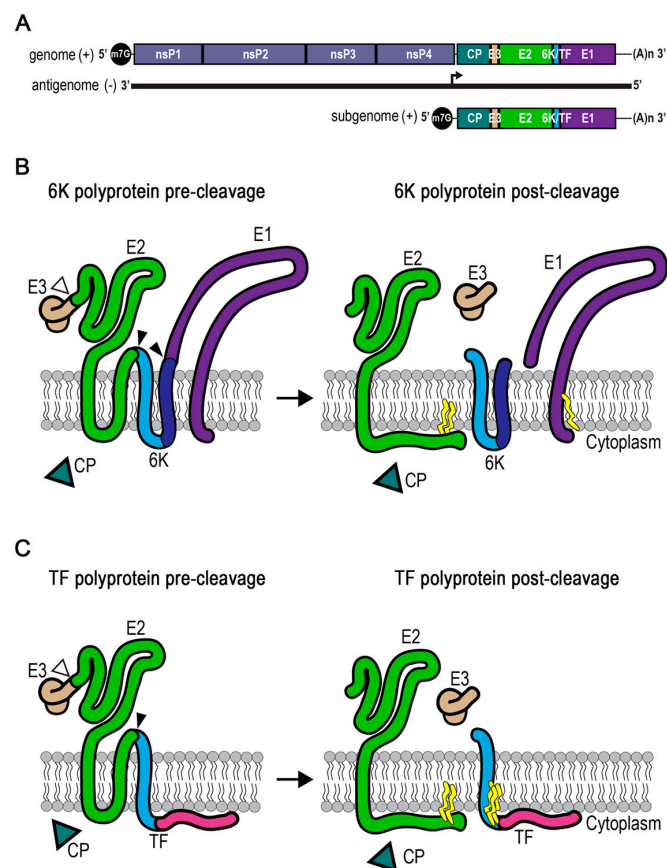 A
genome (+) 5' m7G nsP1 nsP2 nsP3 nsP4 CP E3 E2 6K/TF E1 (A)n 3'
antigenome (-) 3' 5'
subgenome (+) 5' m7G CP E3 E2 6K/TF E1 (A)n 3'
B
6K polyprotein pre-cleavage 6K polyprotein post-cleavage
E2 E1 E2
E3 E3 E1
Cytoplasm
CP 6K CP 6K
C
TF polyprotein pre-cleavage TF polyprotein post-cleavage
E2 E2
E3 E3
Cytoplasm
CP TF CP TF